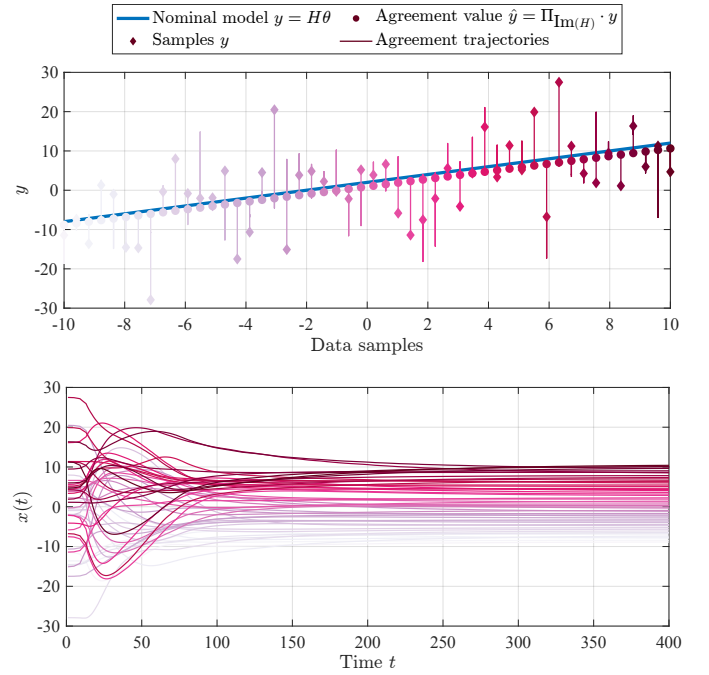 Nominal model y = Hθ
Agreement value ŷ = Π_Im(H) · y
Samples y
Agreement trajectories
30
20
10
0
-10
-20
-30
y
-10 -8 -6 -4 -2 0 2 4 6 8 10
Data samples
30
20
10
0
-10
-20
-30
x(t)
0 50 100 150 200 250 300 350 400
Time t